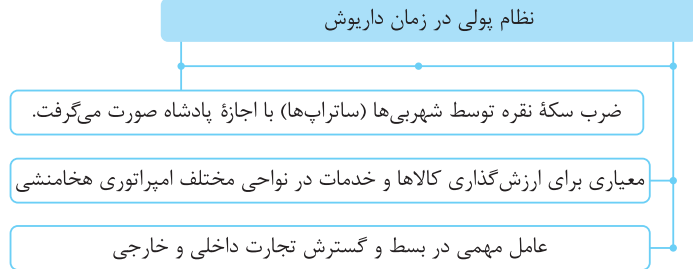 نظام پولی در زمان داریوش
ضرب سکهٔ نقره توسط شهربی‌ها (ساتراپ‌ها) با اجازهٔ پادشاه صورت می‌گرفت.
معیاری برای ارزش‌گذاری کالاها و خدمات در نواحی مختلف امپراتوری هخامنشی
عامل مهمی در بسط و گسترش تجارت داخلی و خارجی